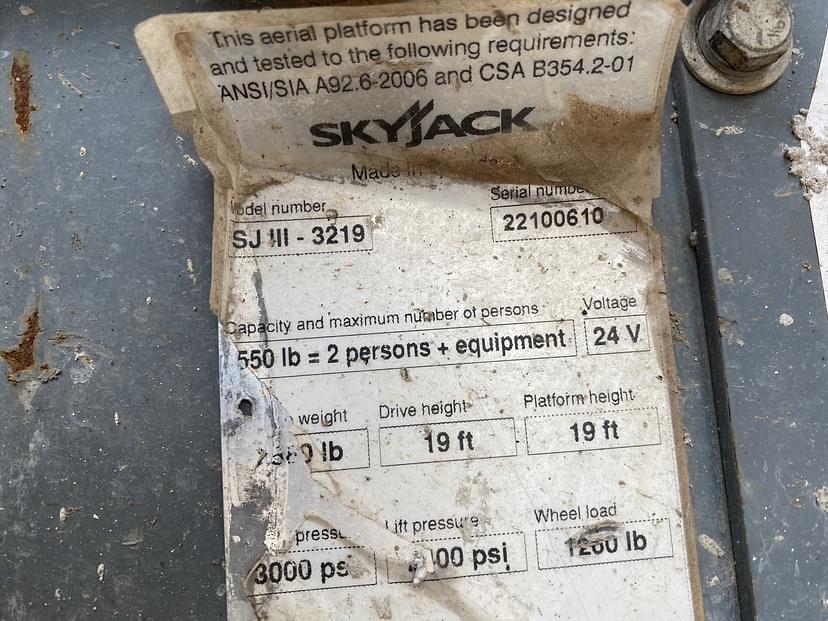 This aerial platform has been designed
and tested to the following requirements:
ANSI/SIA A92.6-2006 and CSA B354.2-01
SKYJACK
Made in
Model number Serial number
SJ III - 3219 22100610
Capacity and maximum number of persons Voltage
550 lb = 2 persons + equipment 24 V
weight Drive height Platform height
lb 19 ft 19 ft
Lift pressure Wheel load
3000 psi psi lb